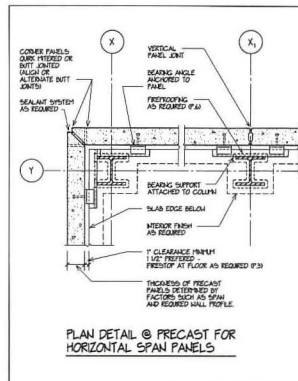 CORNER PANELS
QUIRK MITERED OR
BUTT JOINTED
(ALIGN OR
ALTERNATE BUTT
JOINTS)
SEALANT SYSTEM
AS REQUIRED
X
X1
VERTICAL
PANEL JOINT
BEARING ANGLE
ANCHORED TO
PANEL
FIREPROOFING
AS REQUIRED (P.6)
Y
BEARING SUPPORT
ATTACHED TO COLUMN
SLAB EDGE BELOW
INTERIOR FINISH
AS REQUIRED
1" CLEARANCE MINIMUM
1 1/2" PREFERED -
FIRESTOP AT FLOOR AS REQUIRED (P.3)
THICKNESS OF PRECAST
PANELS DETERMINED BY
FACTORS SUCH AS SPAN
AND REQUIRED WALL PROFILE.
PLAN DETAIL @ PRECAST FOR
HORIZONTAL SPAN PANELS